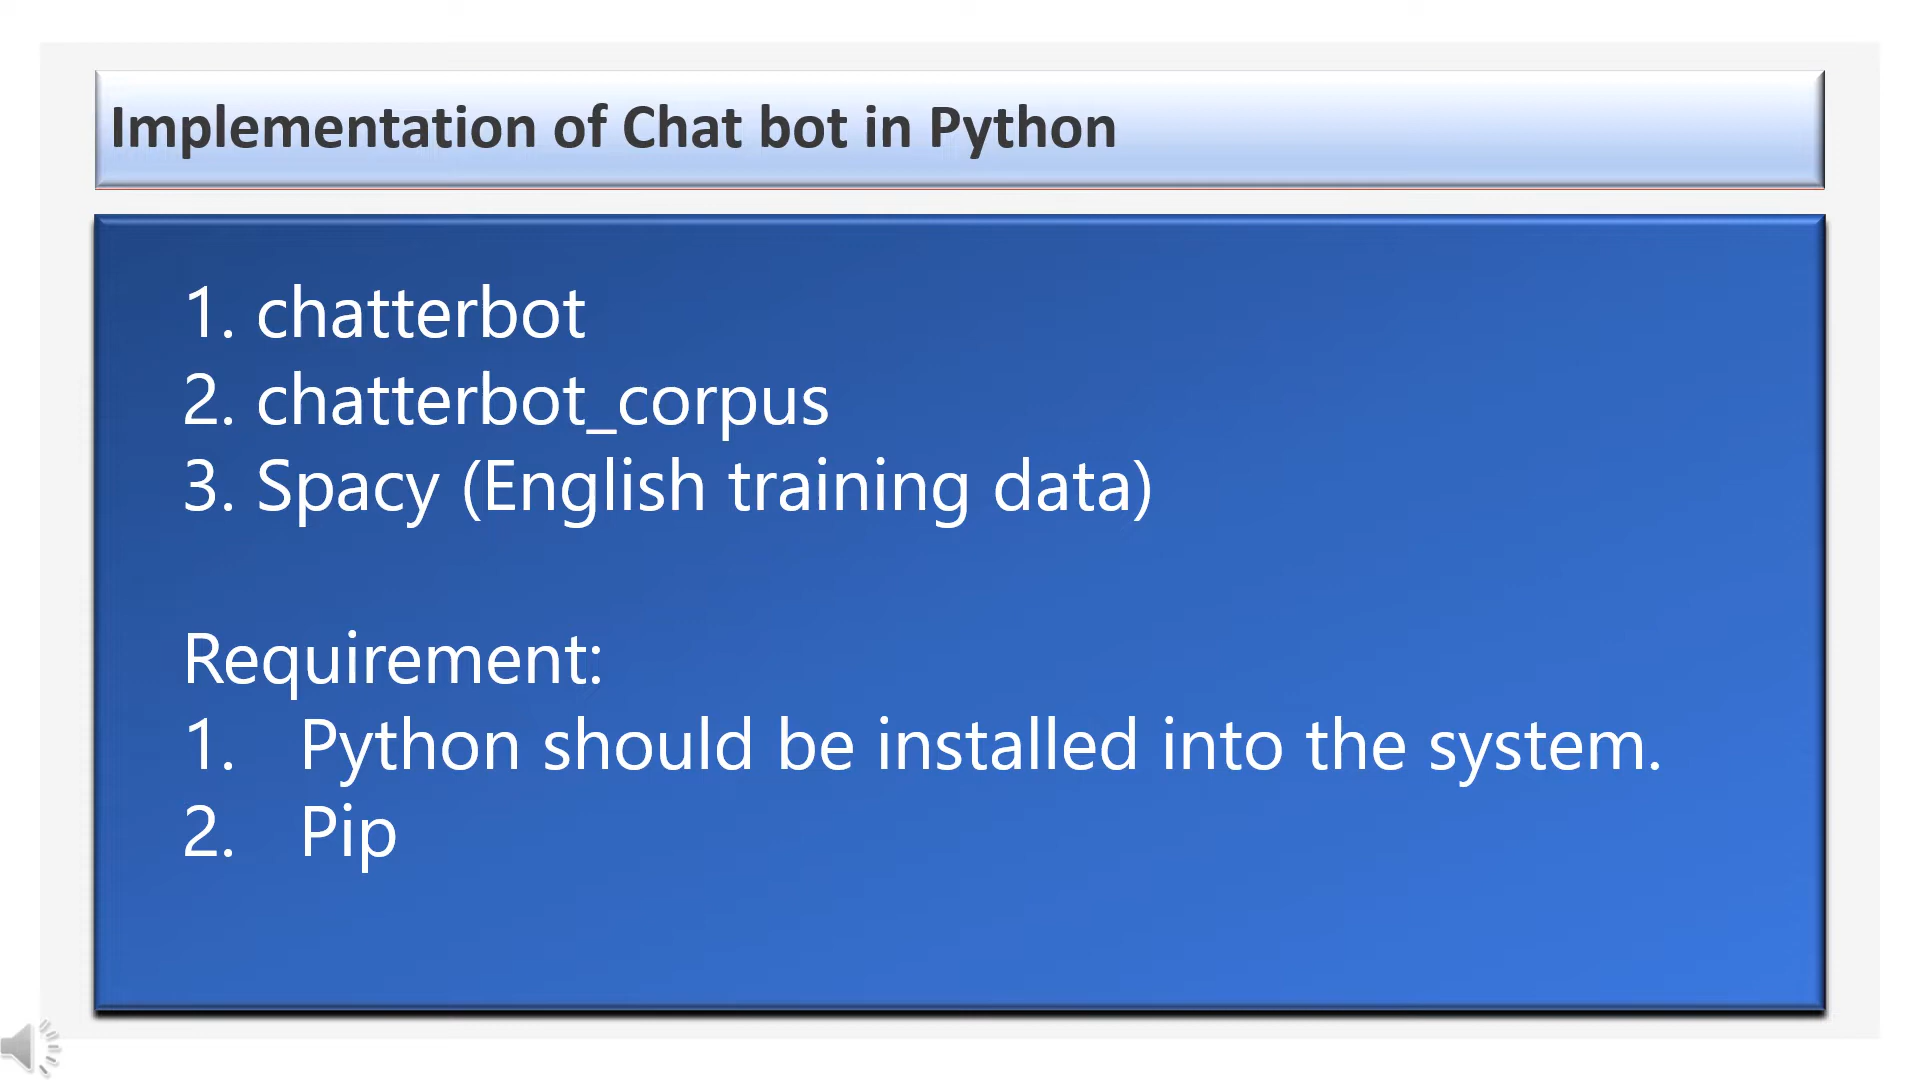 Implementation of Chat bot in Python
1. chatterbot
2. chatterbot_corpus
3. Spacy (English training data)
Requirement:
1. Python should be installed into the system.
2. Pip